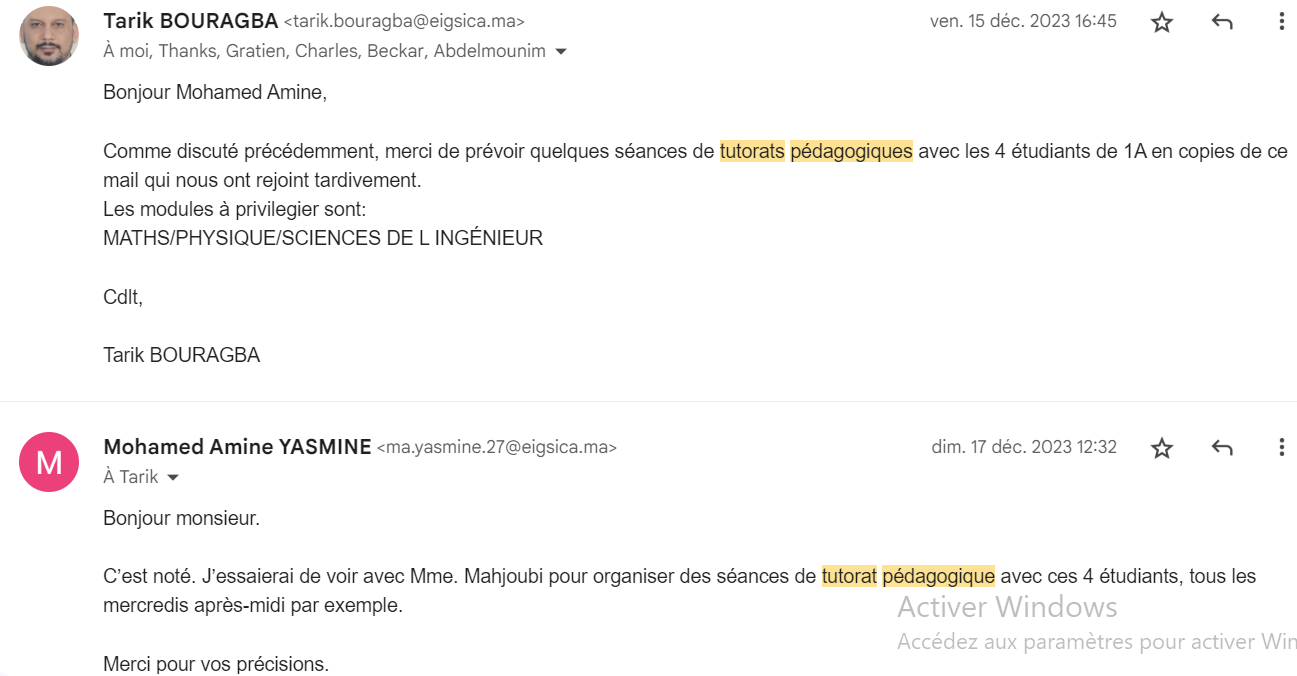 Tarik BOURAGBA <tarik.bouragba@eigsica.ma>
ven. 15 déc. 2023 16:45
À moi, Thanks, Gratien, Charles, Beckar, Abdelmounim
Bonjour Mohamed Amine,
Comme discuté précédemment, merci de prévoir quelques séances de tutorats pédagogiques avec les 4 étudiants de 1A en copies de ce
mail qui nous ont rejoint tardivement.
Les modules à privilegier sont:
MATHS/PHYSIQUE/SCIENCES DE L INGÉNIEUR
Cdlt,
Tarik BOURAGBA
M
Mohamed Amine YASMINE <ma.yasmine.27@eigsica.ma>
dim. 17 déc. 2023 12:32
À Tarik
Bonjour monsieur.
C’est noté. J’essaierai de voir avec Mme. Mahjoubi pour organiser des séances de tutorat pédagogique avec ces 4 étudiants, tous les
mercredis après-midi par exemple.
Activer Windows
Accédez aux paramètres pour activer Win
Merci pour vos précisions.